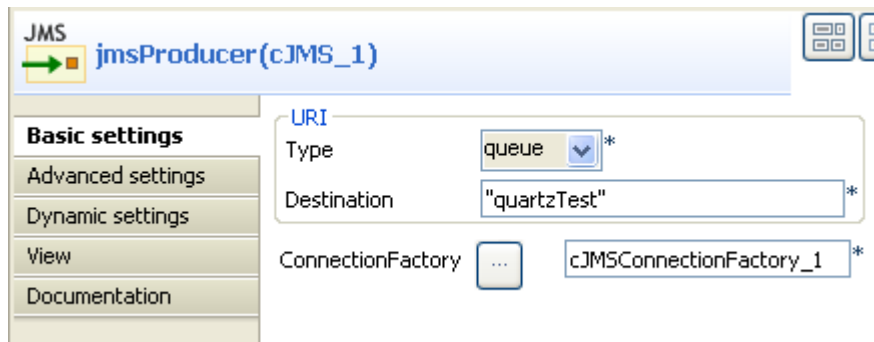 JMS
jmsProducer(cJMS_1)
Basic settings
Advanced settings
Dynamic settings
View
Documentation
URI
Type queue *
Destination "quartzTest" *
ConnectionFactory ... cJMSConnectionFactory_1 *